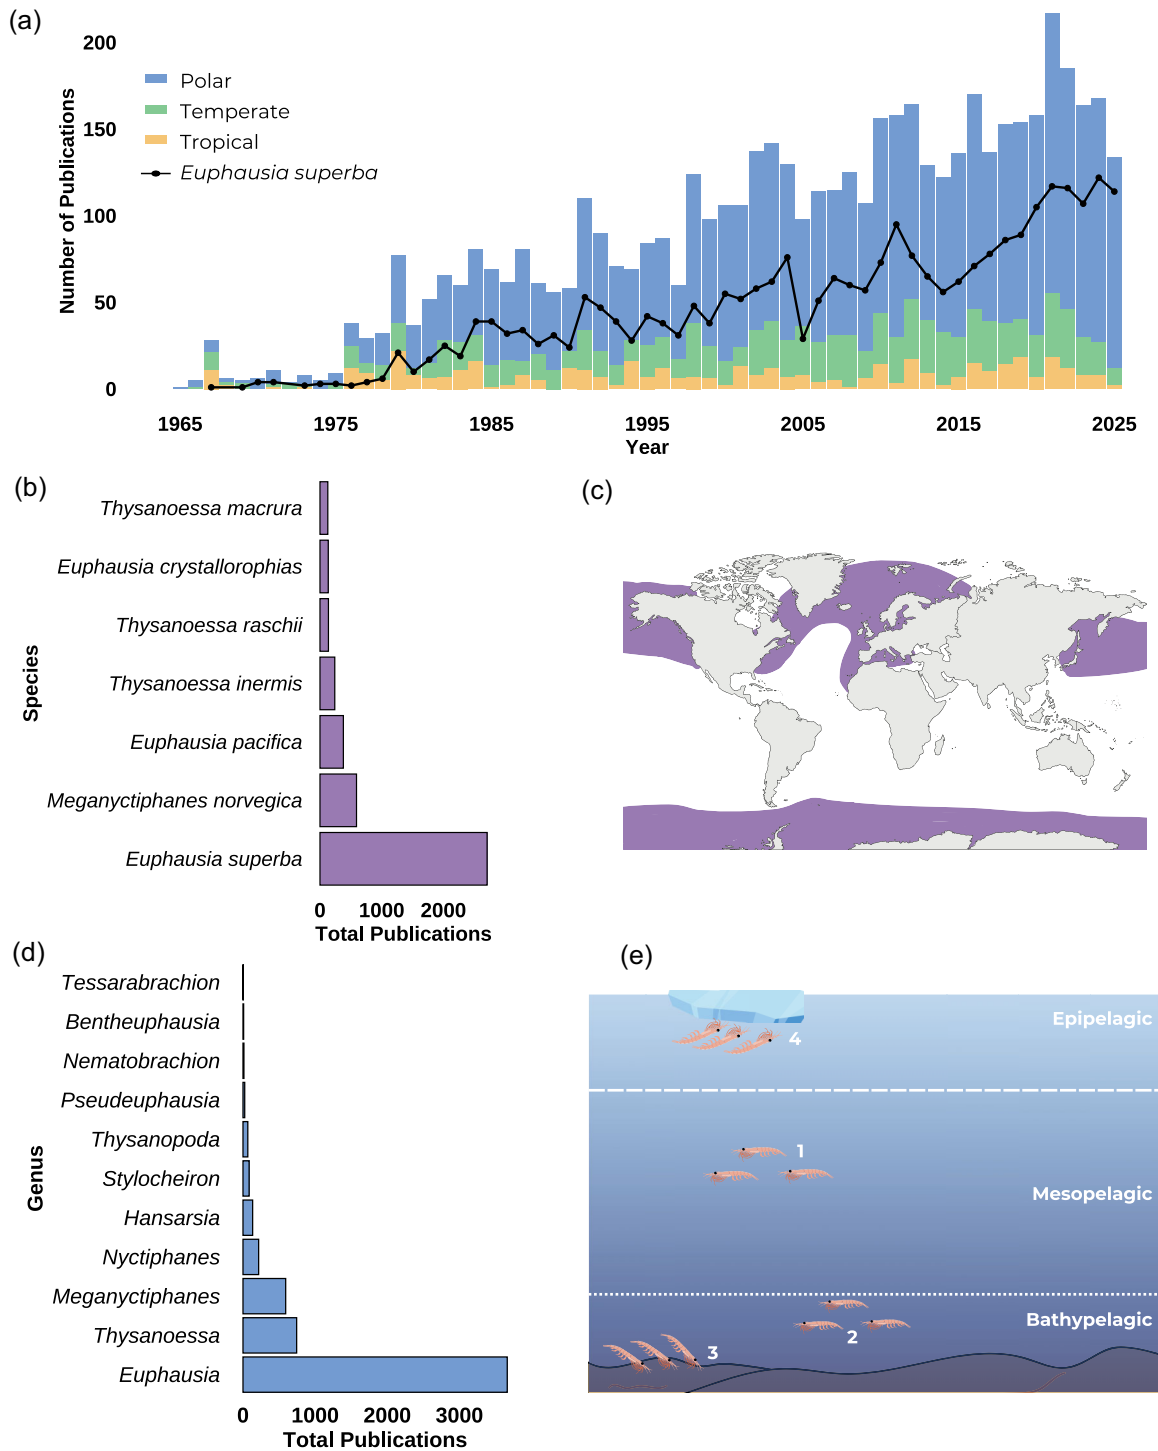 (a)
200
150
100
50
0
Number of Publications
Polar
Temperate
Tropical
Euphausia superba
1965
1975
1985
1995
2005
2015
2025
Year
(b)
Species
Thysanoessa macrura
Euphausia crystallorophias
Thysanoessa raschii
Thysanoessa inermis
Euphausia pacifica
Meganyctiphanes norvegica
Euphausia superba
0
1000
2000
Total Publications
(c)
(d)
Genus
Tessarabrachion
Bentheuphausia
Nematobrachion
Pseudeuphausia
Thysanopoda
Stylocheiron
Hansarsia
Nyctiphanes
Meganyctiphanes
Thysanoessa
Euphausia
0
1000
2000
3000
Total Publications
(e)
Epipelagic
4
1
Mesopelagic
Bathypelagic
2
3